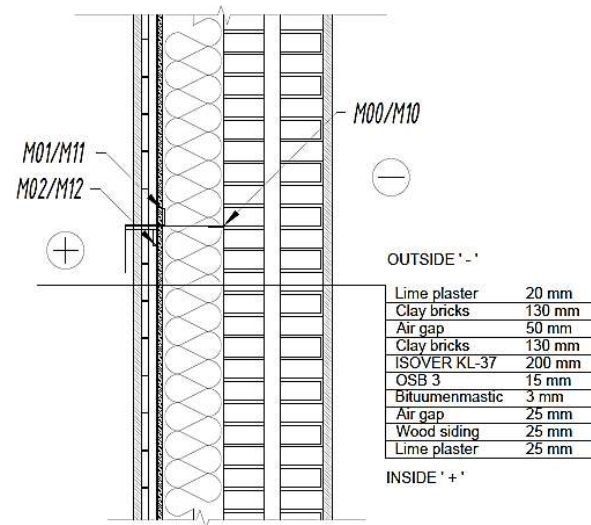 M00/M10
M01/M11
M02/M12
OUTSIDE ' - '
Lime plaster 20 mm
Clay bricks 130 mm
Air gap 50 mm
Clay bricks 130 mm
ISOVER KL-37 200 mm
OSB 3 15 mm
Bituumenmastic 3 mm
Air gap 25 mm
Wood siding 25 mm
Lime plaster 25 mm
INSIDE ' + '